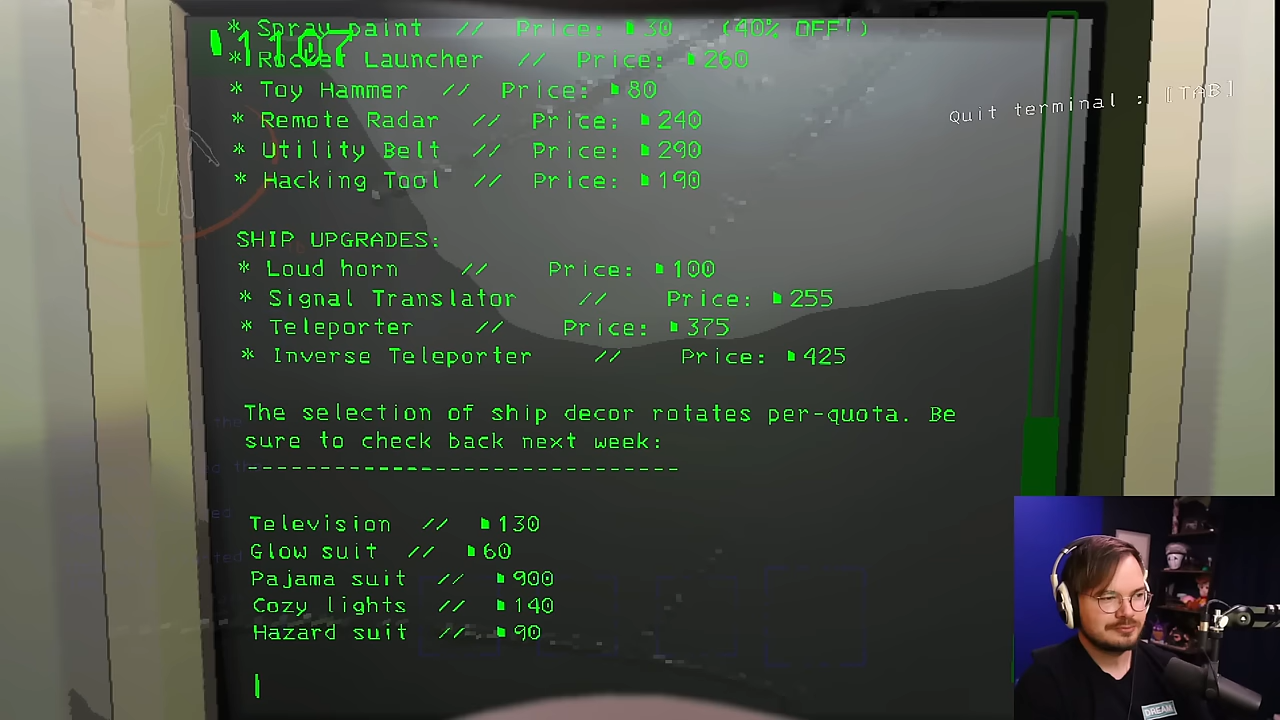 * Spray paint // Price: ▮30 (40% OFF!)
▮1107
* Rocket Launcher // Price: ▮260
* Toy Hammer // Price: ▮80
* Remote Radar // Price: ▮240
* Utility Belt // Price: ▮290
* Hacking Tool // Price: ▮190
Quit terminal : [TAB]
SHIP UPGRADES:
* Loud horn // Price: ▮100
* Signal Translator // Price: ▮255
* Teleporter // Price: ▮375
* Inverse Teleporter // Price: ▮425
The selection of ship decor rotates per-quota. Be
sure to check back next week:
------------------------------
Television // ▮130
Glow suit // ▮60
Pajama suit // ▮900
Cozy lights // ▮140
Hazard suit // ▮90
DREAM